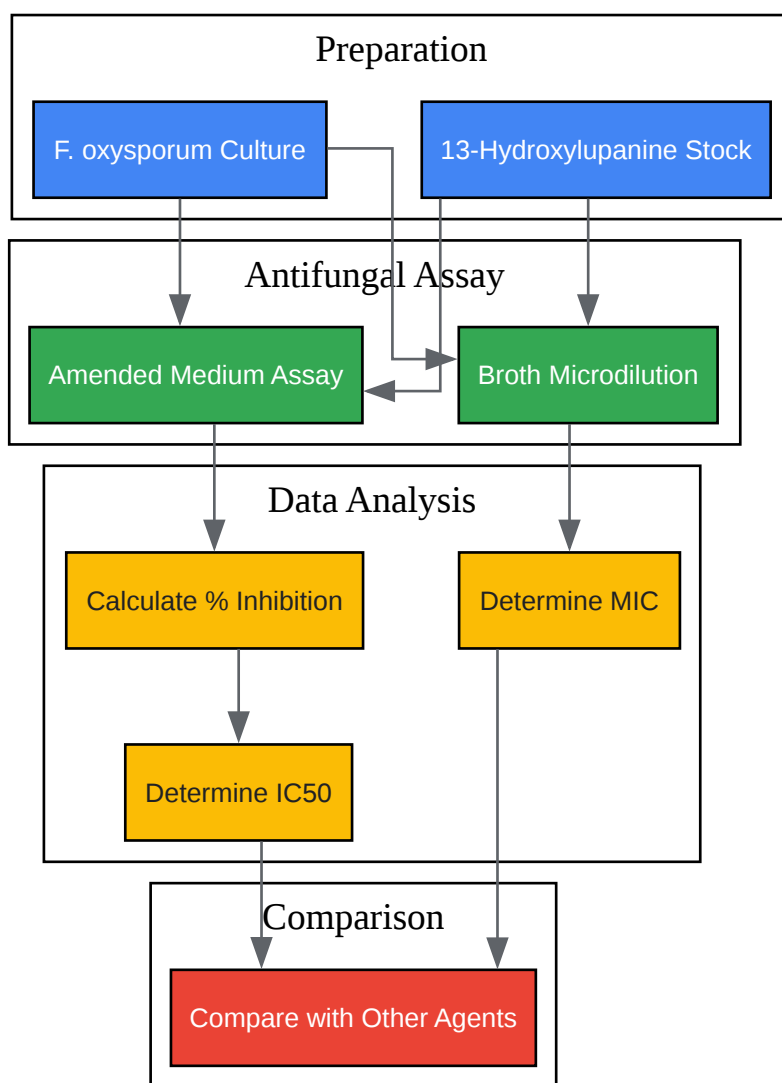 Preparation
F. oxysporum Culture
13-Hydroxylupanine Stock
Antifungal Assay
Amended Medium Assay
Broth Microdilution
Data Analysis
Calculate % Inhibition
Determine MIC
Determine IC50
Comparison
Compare with Other Agents